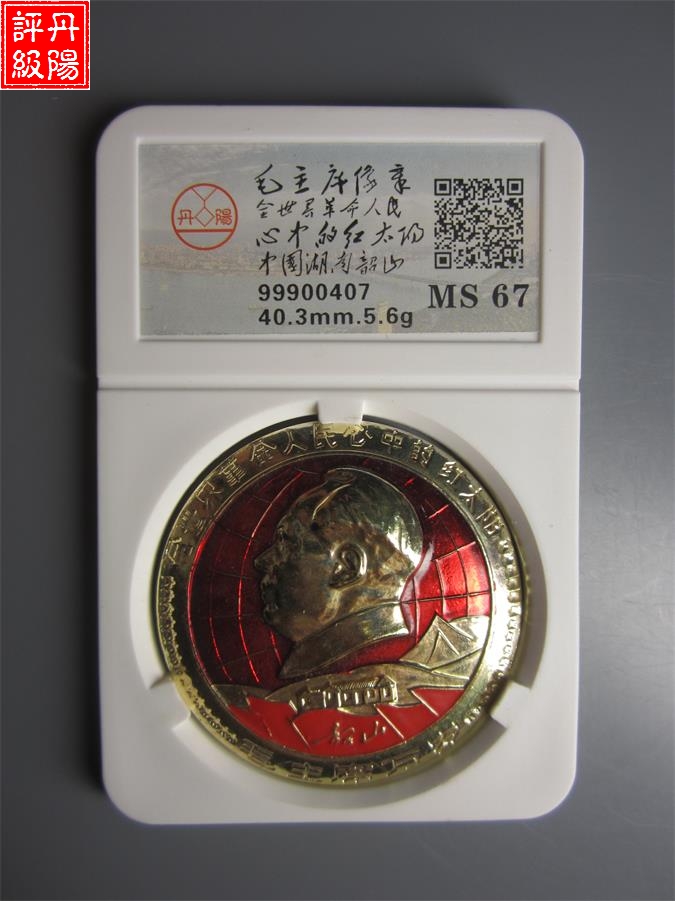 丹陽
評級
毛主席像章
全世界革命人民
心中的红太阳
中国湖南韶山
丹陽
99900407
MS 67
40.3mm.5.6g
全世界革命人民心中的红太阳
韶山
毛主席万岁